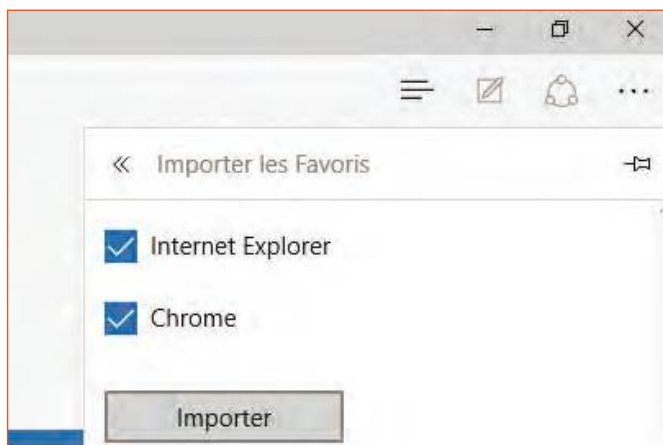 Importer les Favoris
Internet Explorer
Chrome
Importer